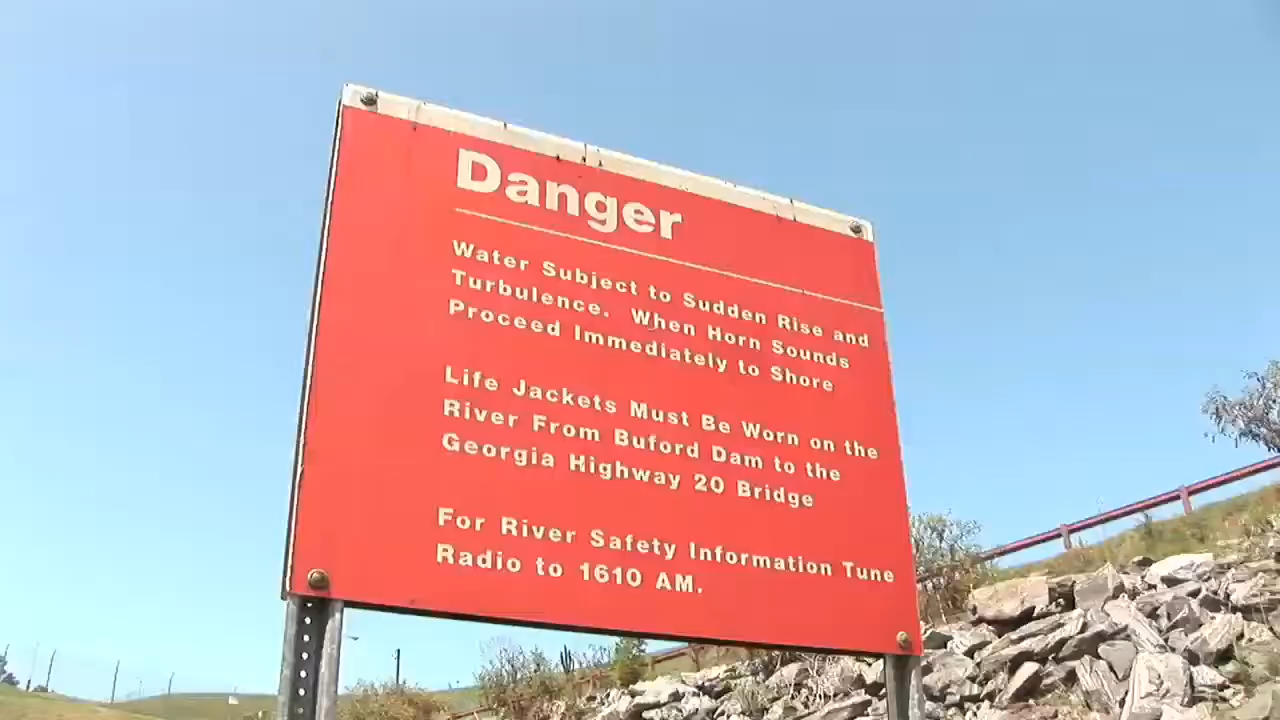 Danger
Water Subject to Sudden Rise and
Turbulence. When Horn Sounds
Proceed Immediately to Shore
Life Jackets Must Be Worn on the
River From Buford Dam to the
Georgia Highway 20 Bridge
For River Safety Information Tune
Radio to 1610 AM.